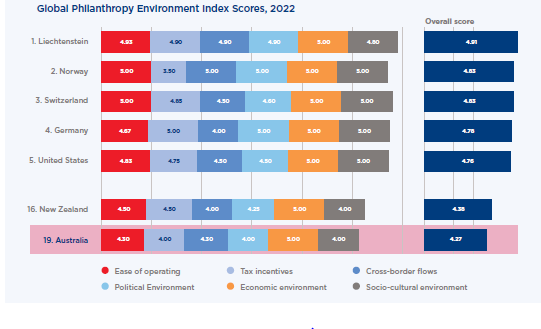 Global Philanthropy Environment Index Scores, 2022
Overall score
1. Liechtenstein 4.93 4.90 4.90 4.90 5.00 4.80 4.91
2. Norway 5.00 3.50 5.00 5.00 5.00 5.00 4.83
3. Switzerland 5.00 4.85 4.50 4.60 5.00 5.00 4.83
4. Germany 4.67 5.00 4.00 5.00 5.00 5.00 4.78
5. United States 4.83 4.75 4.50 4.50 5.00 5.00 4.76
16. New Zealand 4.50 4.50 4.00 4.25 5.00 4.00 4.38
19. Australia 4.30 4.00 4.30 4.00 5.00 4.00 4.27
Ease of operating Tax incentives Cross-border flows
Political Environment Economic environment Socio-cultural environment